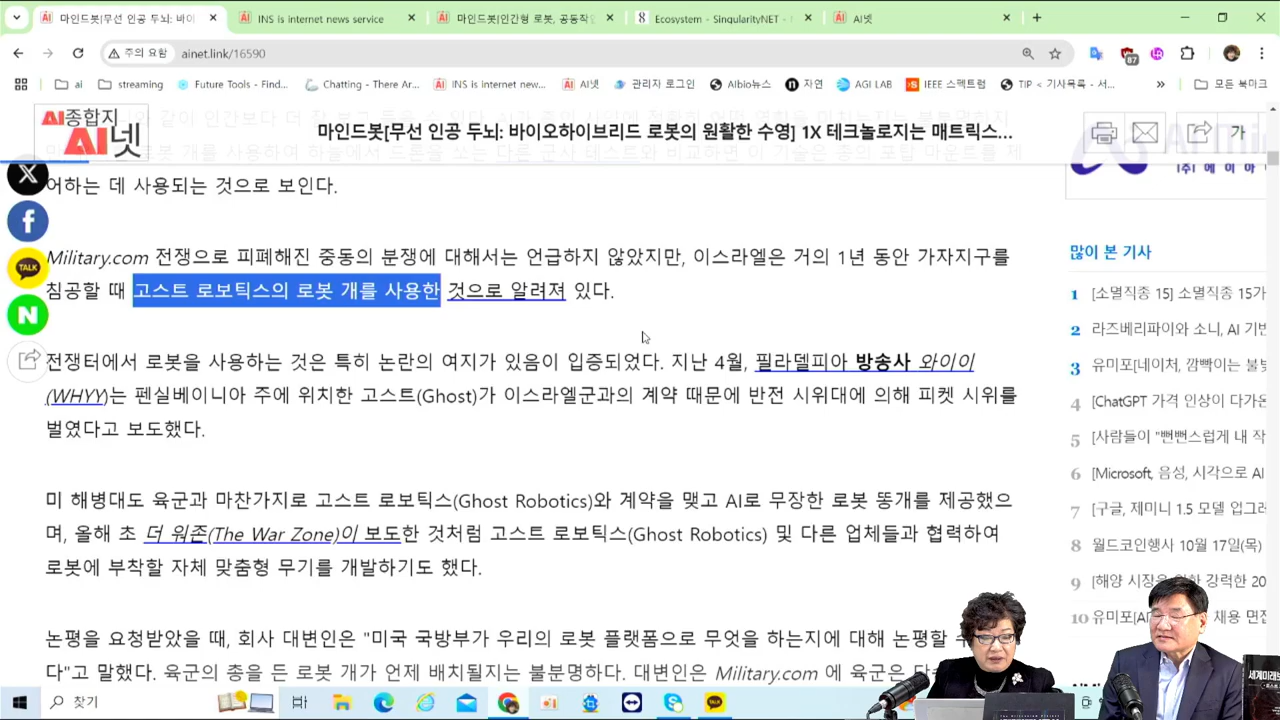 마인드봇[무선 인공 두뇌: 바이
INS is internet news service
마인드봇[인간형 로봇, 공동작
Ecosystem - SingularityNET -
AI넷
주의 요함
ainet.link/16590
87
ai
streaming
Future Tools - Find...
Chatting - There Ar...
INS is internet new...
AI넷
관리자 로그인
Albio뉴스
자연
AGI LAB
IEEE 스펙트럼
TIP < 기사목록 - 서...
모든 북마크
AI종합지
AI넷
마인드봇[무선 인공 두뇌: 바이오하이브리드 로봇의 원활한 수영] 1X 테크놀로지는 매트릭스...
가
어하는 데 사용되는 것으로 보인다.
Military.com 전쟁으로 피폐해진 중동의 분쟁에 대해서는 언급하지 않았지만, 이스라엘은 거의 1년 동안 가자지구를
침공할 때 고스트 로보틱스의 로봇 개를 사용한 것으로 알려져 있다.
전쟁터에서 로봇을 사용하는 것은 특히 논란의 여지가 있음이 입증되었다. 지난 4월, 필라델피아 방송사 와이이
(WHYY)는 펜실베이니아 주에 위치한 고스트(Ghost)가 이스라엘군과의 계약 때문에 반전 시위대에 의해 피켓 시위를
벌였다고 보도했다.
미 해병대도 육군과 마찬가지로 고스트 로보틱스(Ghost Robotics)와 계약을 맺고 AI로 무장한 로봇 똥개를 제공했으
며, 올해 초 더 워존(The War Zone)이 보도한 것처럼 고스트 로보틱스(Ghost Robotics) 및 다른 업체들과 협력하여
로봇에 부착할 자체 맞춤형 무기를 개발하기도 했다.
논평을 요청받았을 때, 회사 대변인은 "미국 국방부가 우리의 로봇 플랫폼으로 무엇을 하는지에 대해 논평할 수
다"고 말했다. 육군의 총을 든 로봇 개가 언제 배치될지는 불분명하다. 대변인은 Military.com 에 육군은
X
f
TALK
N
많이 본 기사
1 [소멸직종 15] 소멸직종 15가
2 라즈베리파이와 소니, AI 기반
3 유미포[네이처, 깜빡이는 불빛
4 [ChatGPT 가격 인상이 다가온
5 [사람들이 "뻔뻔스럽게 내 작
6 [Microsoft, 음성, 시각으로 AI
7 [구글, 제미니 1.5 모델 업그레
8 월드코인행사 10월 17일(목)
9 [해양 시장을 위한 강력한 20
10 유미포[AI 채용 면접
찾기
TALK
세계미래보